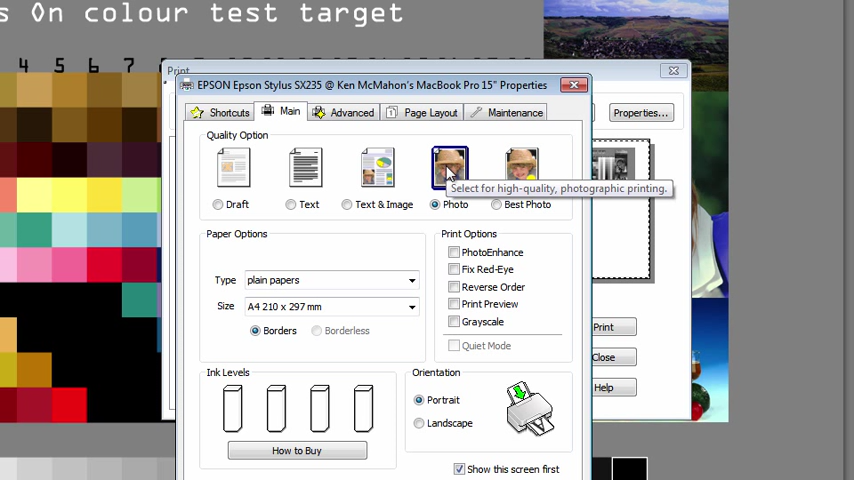 s On colour test target
4 5 6 7 8
Print
EPSON Epson Stylus SX235 @ Ken McMahon's MacBook Pro 15" Properties
Shortcuts Main Advanced Page Layout Maintenance
Properties...
Quality Option
Select for high-quality, photographic printing.
Draft Text Text & Image Photo Best Photo
Paper Options
Type plain papers
Size A4 210 x 297 mm
Borders Borderless
Print Options
PhotoEnhance
Fix Red-Eye
Reverse Order
Print Preview
Grayscale
Quiet Mode
Print
Close
Help
Ink Levels
How to Buy
Orientation
Portrait
Landscape
Show this screen first